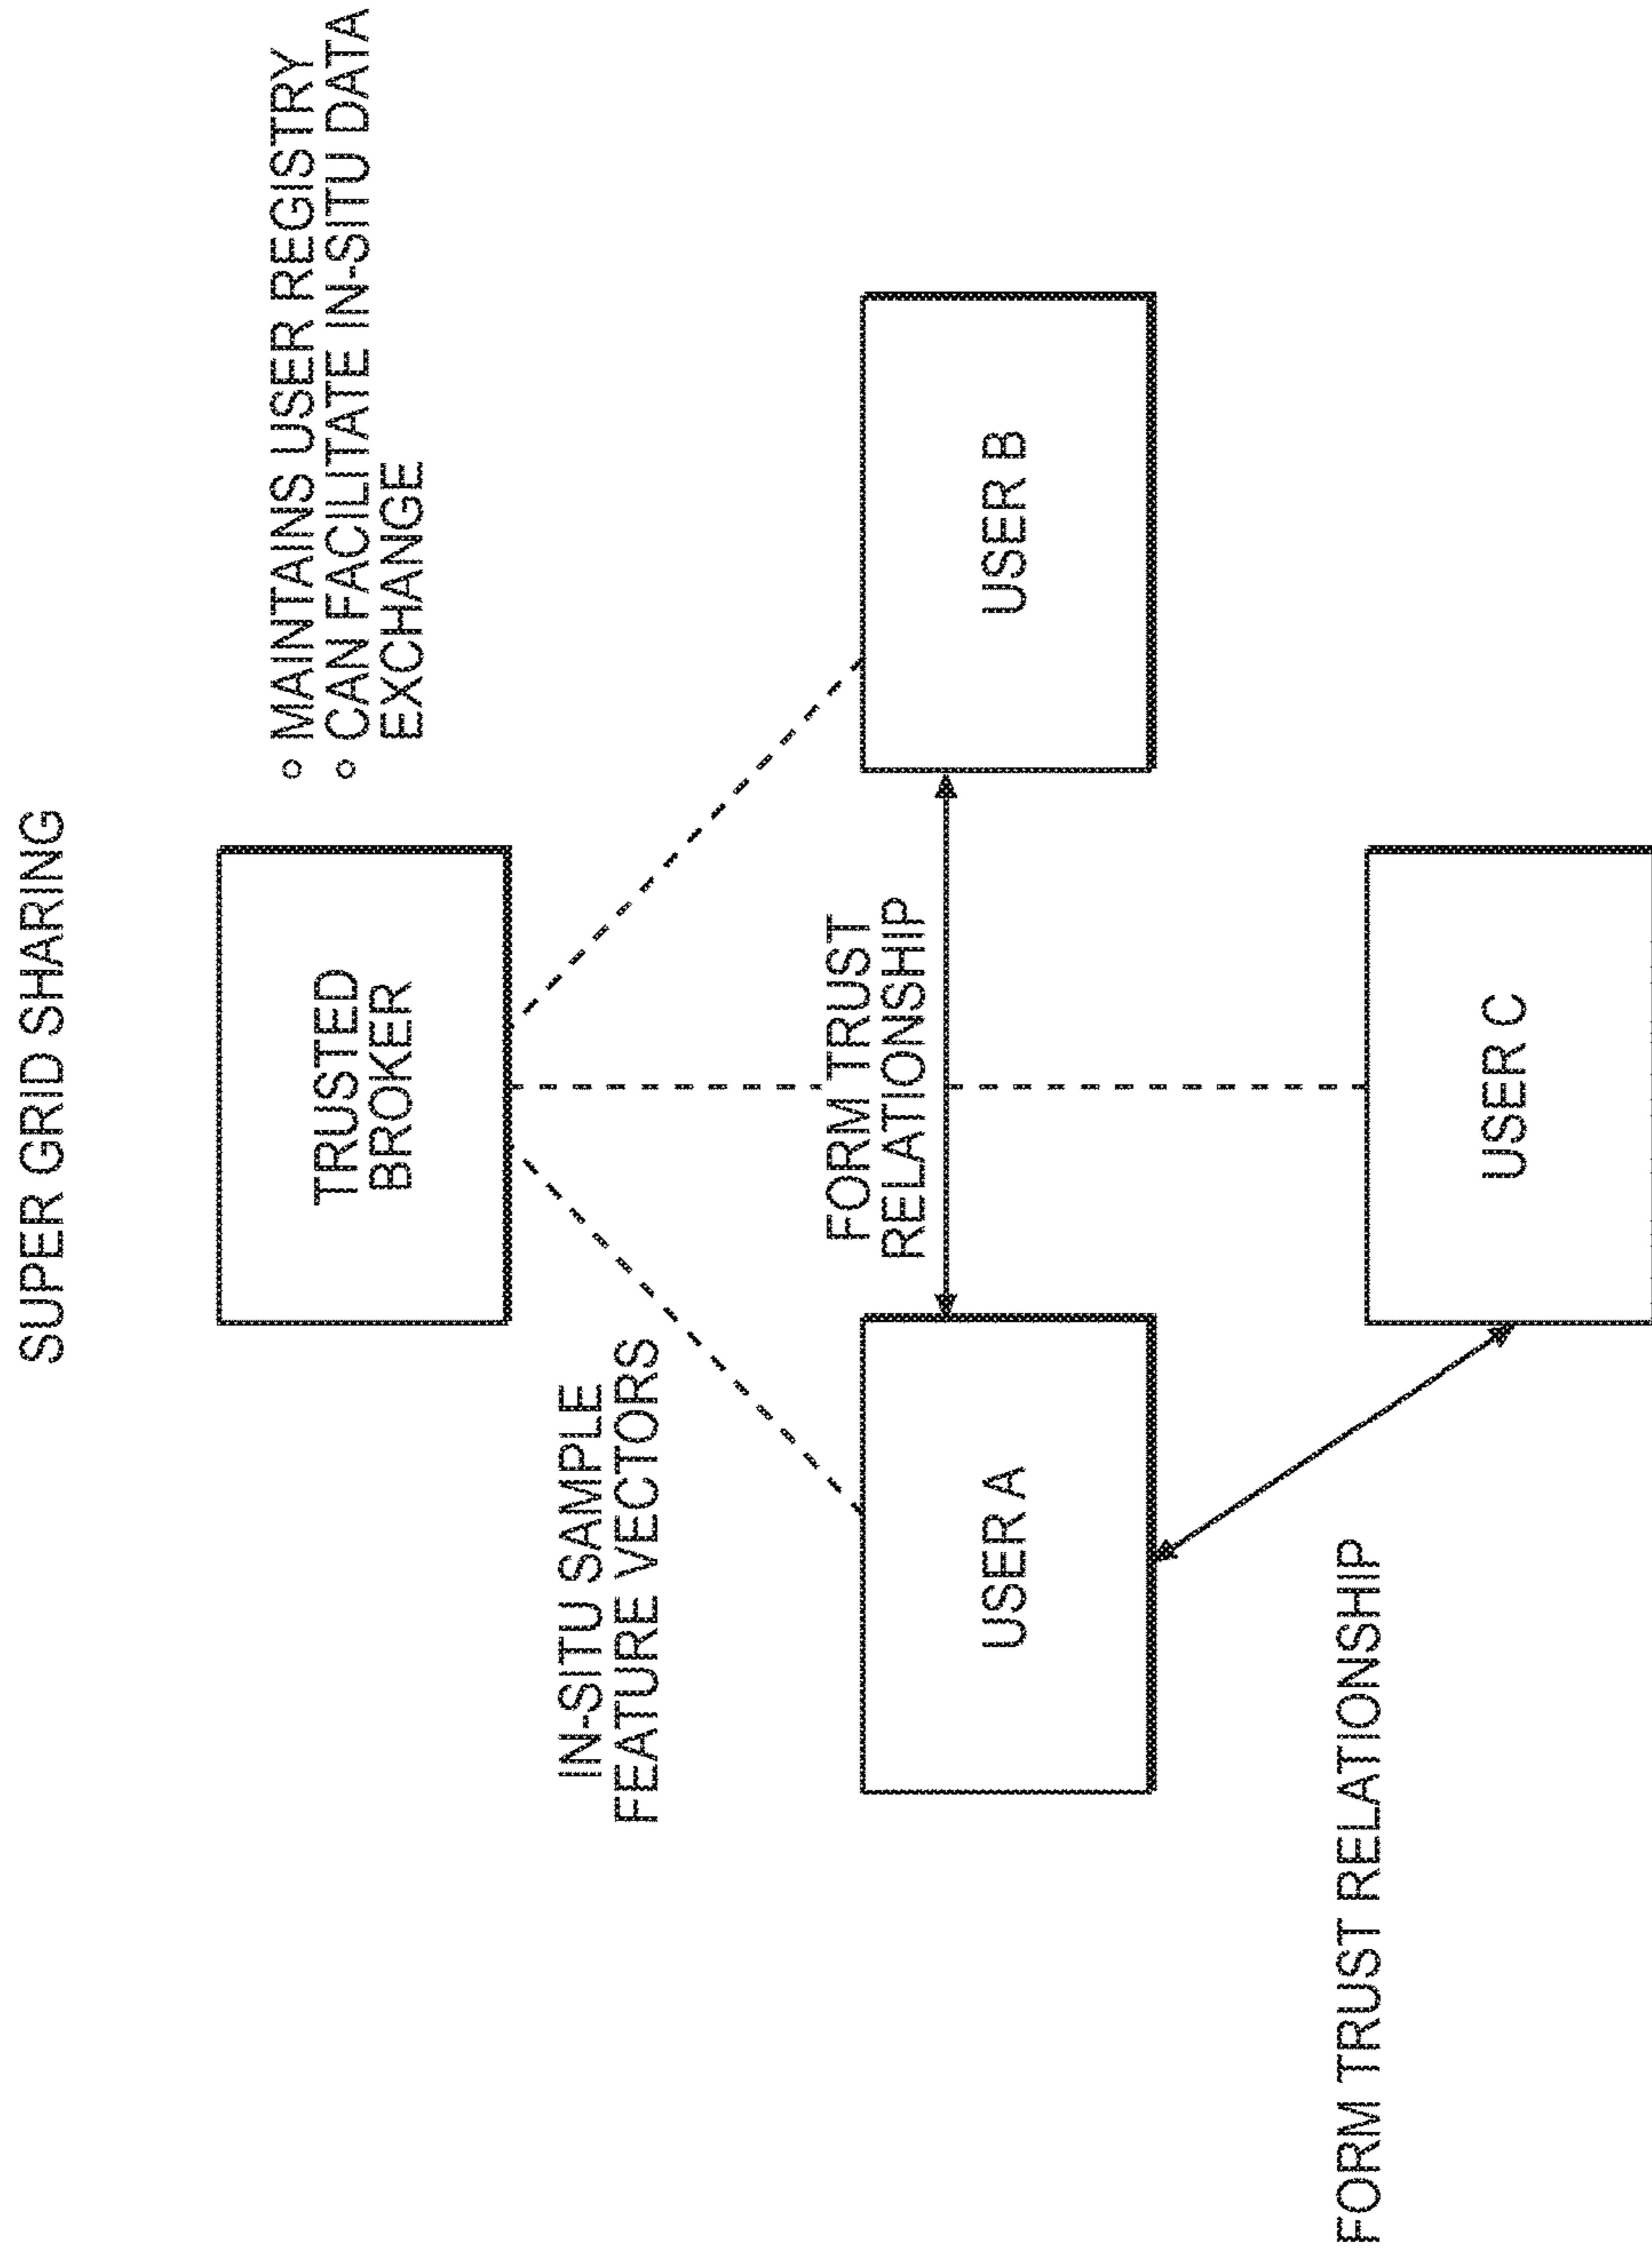 SUPER GRID SHARING
TRUSTED
BROKER
○ MAINTAINS USER REGISTRY
○ CAN FACILITATE IN-SITU DATA
EXCHANGE
IN-SITU SAMPLE
FEATURE VECTORS
FORM TRUST
RELATIONSHIP
USER A
USER B
FORM TRUST RELATIONSHIP
USER C